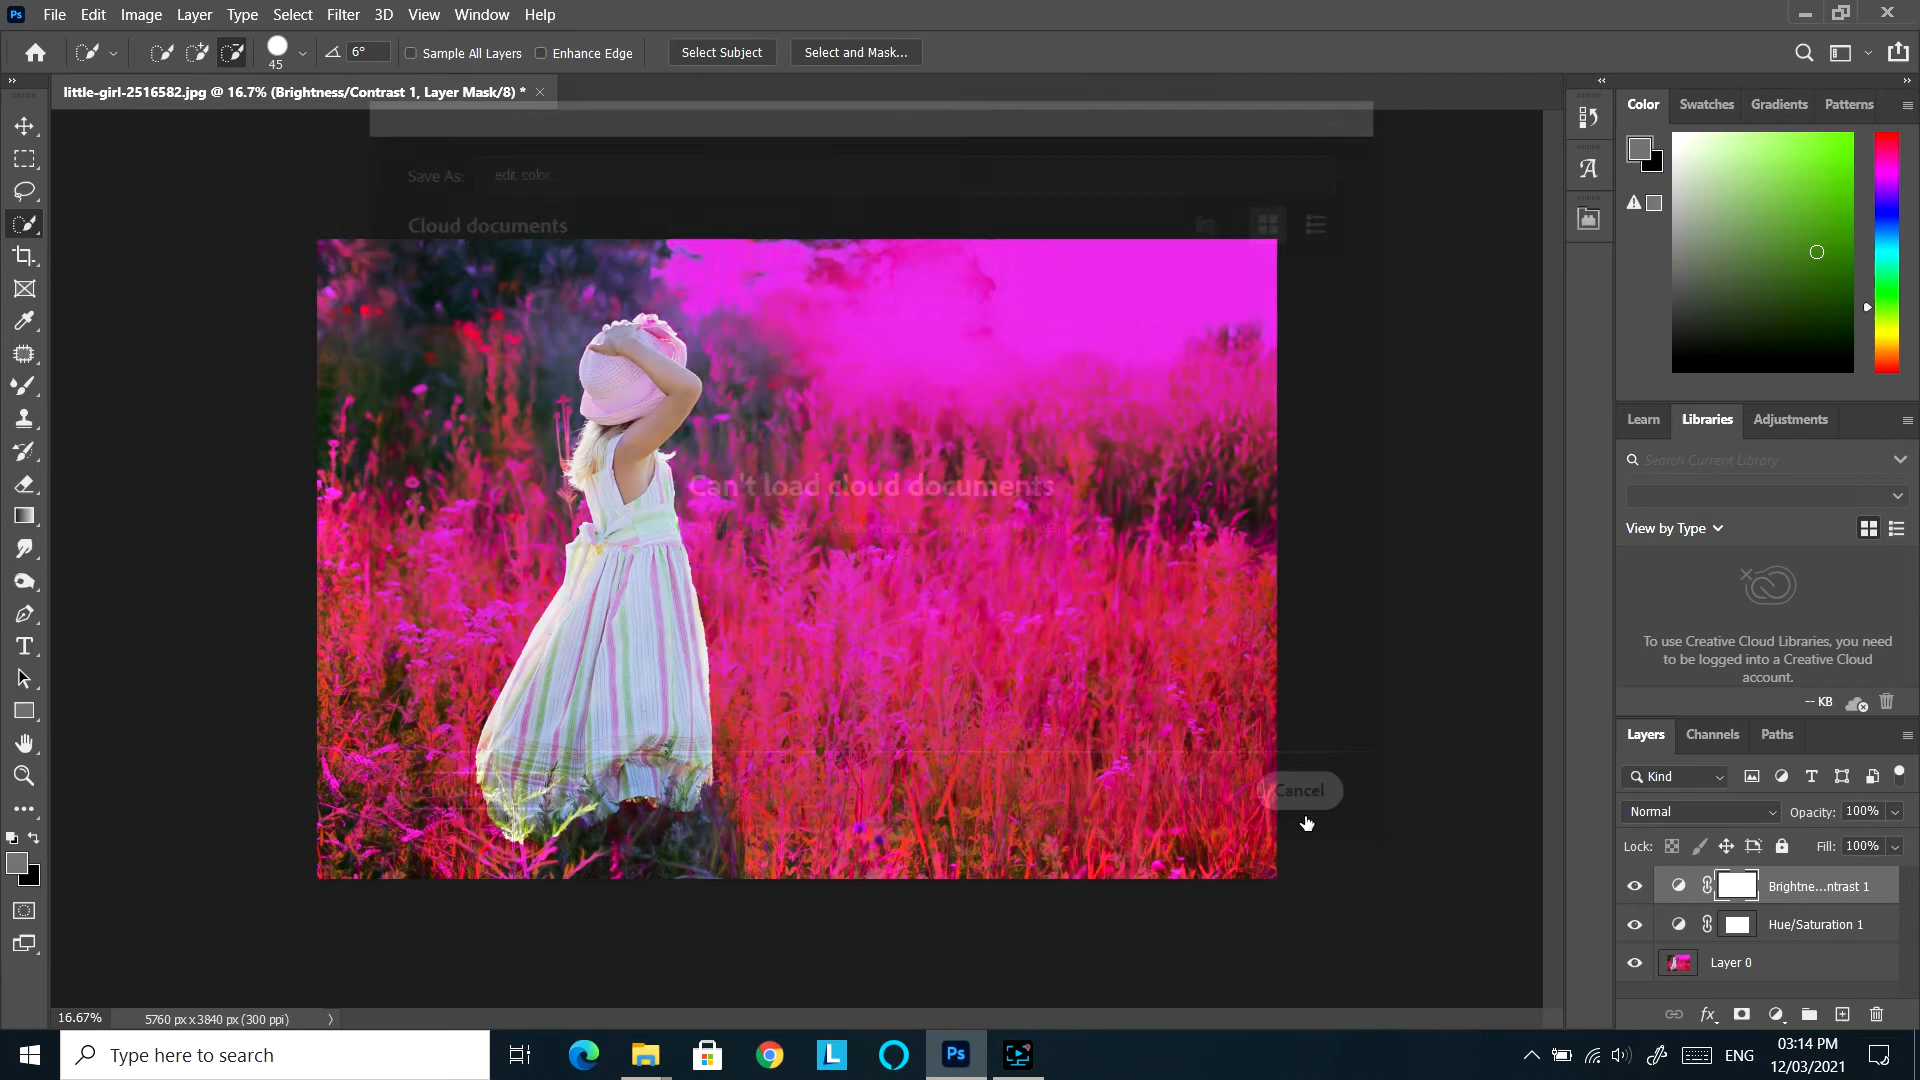 Ps File Edit Image Layer Type Select Filter 3D View Window Help
45 6° Sample All Layers Enhance Edge Select Subject Select and Mask...
little-girl-2516582.jpg @ 16.7% (Brightness/Contrast 1, Layer Mask/8) *
Save As: edit color
Cloud documents
Can't load cloud documents
Cancel
Color Swatches Gradients Patterns
Learn Libraries Adjustments
Search Current Library
View by Type
To use Creative Cloud Libraries, you need
to be logged into a Creative Cloud
account.
-- KB
Layers Channels Paths
Kind
Normal Opacity: 100%
Lock: Fill: 100%
Brightne...ntrast 1
Hue/Saturation 1
Layer 0
16.67% 5760 px x 3840 px (300 ppi)
Type here to search
L Ps ENG
03:14 PM
12/03/2021